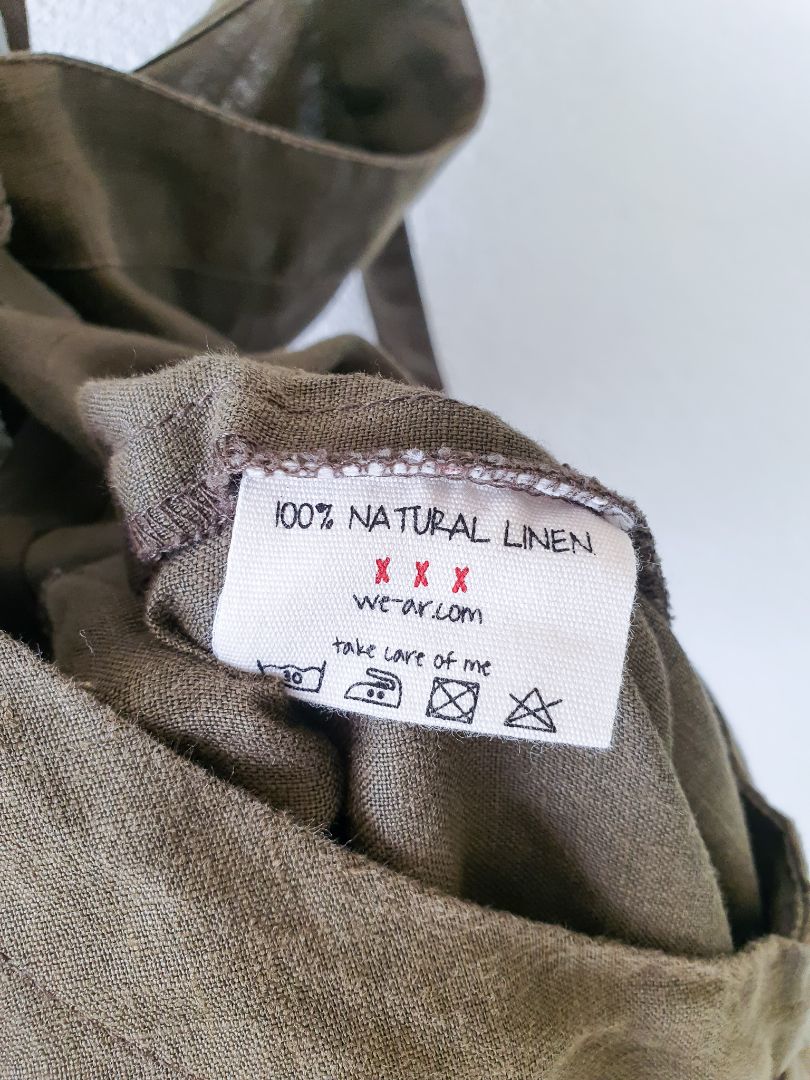 100% NATURAL LINEN
X X X
we-ar.com
take care of me
30